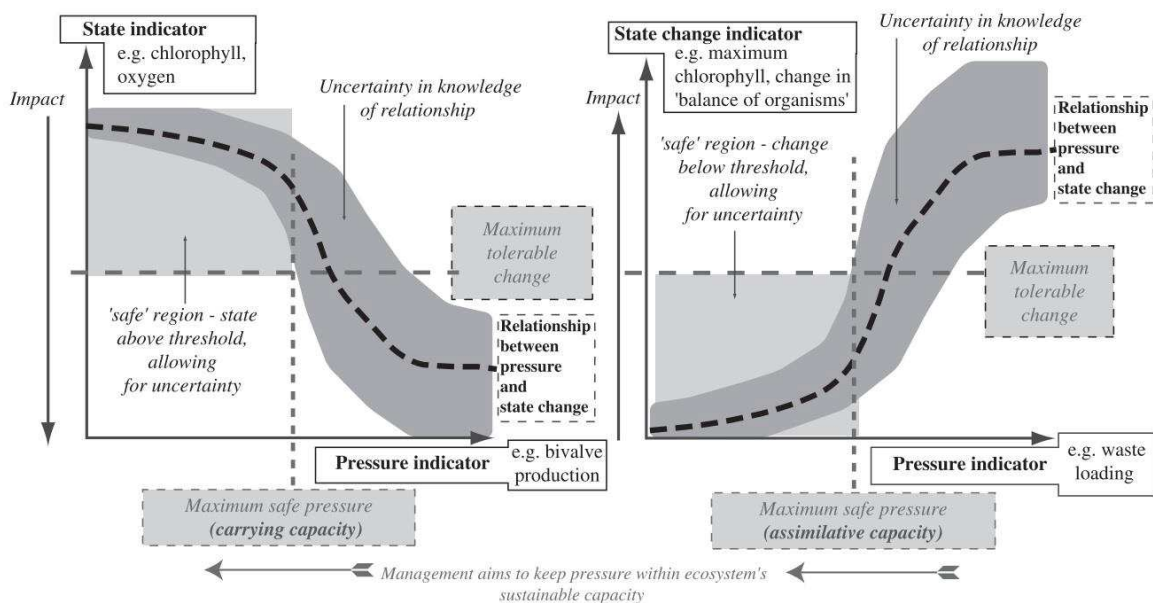 State indicator
e.g. chlorophyll,
oxygen
Impact
Uncertainty in knowledge
of relationship
Maximum
tolerable
change
'safe' region - state
above threshold,
allowing
for uncertainty
Relationship
between
pressure
and
state change
Pressure indicator
e.g. bivalve
production
Maximum safe pressure
(carrying capacity)
State change indicator
e.g. maximum
chlorophyll, change in
'balance of organisms'
Impact
Uncertainty in knowledge
of relationship
'safe' region - change
below threshold,
allowing
for uncertainty
Relationship
between
pressure
and
state change
Maximum
tolerable
change
Pressure indicator
e.g. waste
loading
Maximum safe pressure
(assimilative capacity)
Management aims to keep pressure within ecosystem's
sustainable capacity